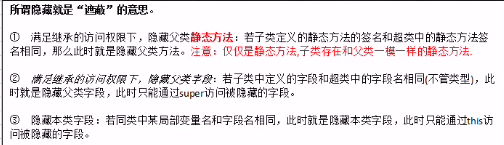 所谓隐藏就是“遮蔽”的意思。
① 满足继承的访问权限下，隐藏父类静态方法：若子类定义的静态方法的签名和超类中的静态方法签
名相同，那么此时就是隐藏父类方法。注意：仅仅是静态方法,子类存在和父类一模一样的静态方法.
② 满足继承的访问权限下，隐藏父类字段：若子类中定义的字段和超类中的字段名相同(不管类型)，此
时就是隐藏父类字段，此时只能通过super访问被隐藏的字段。
③ 隐藏本类字段：若同类中某局部变量名和字段名相同，此时就是隐藏本类字段，此时只能通过this访
问被隐藏的字段。